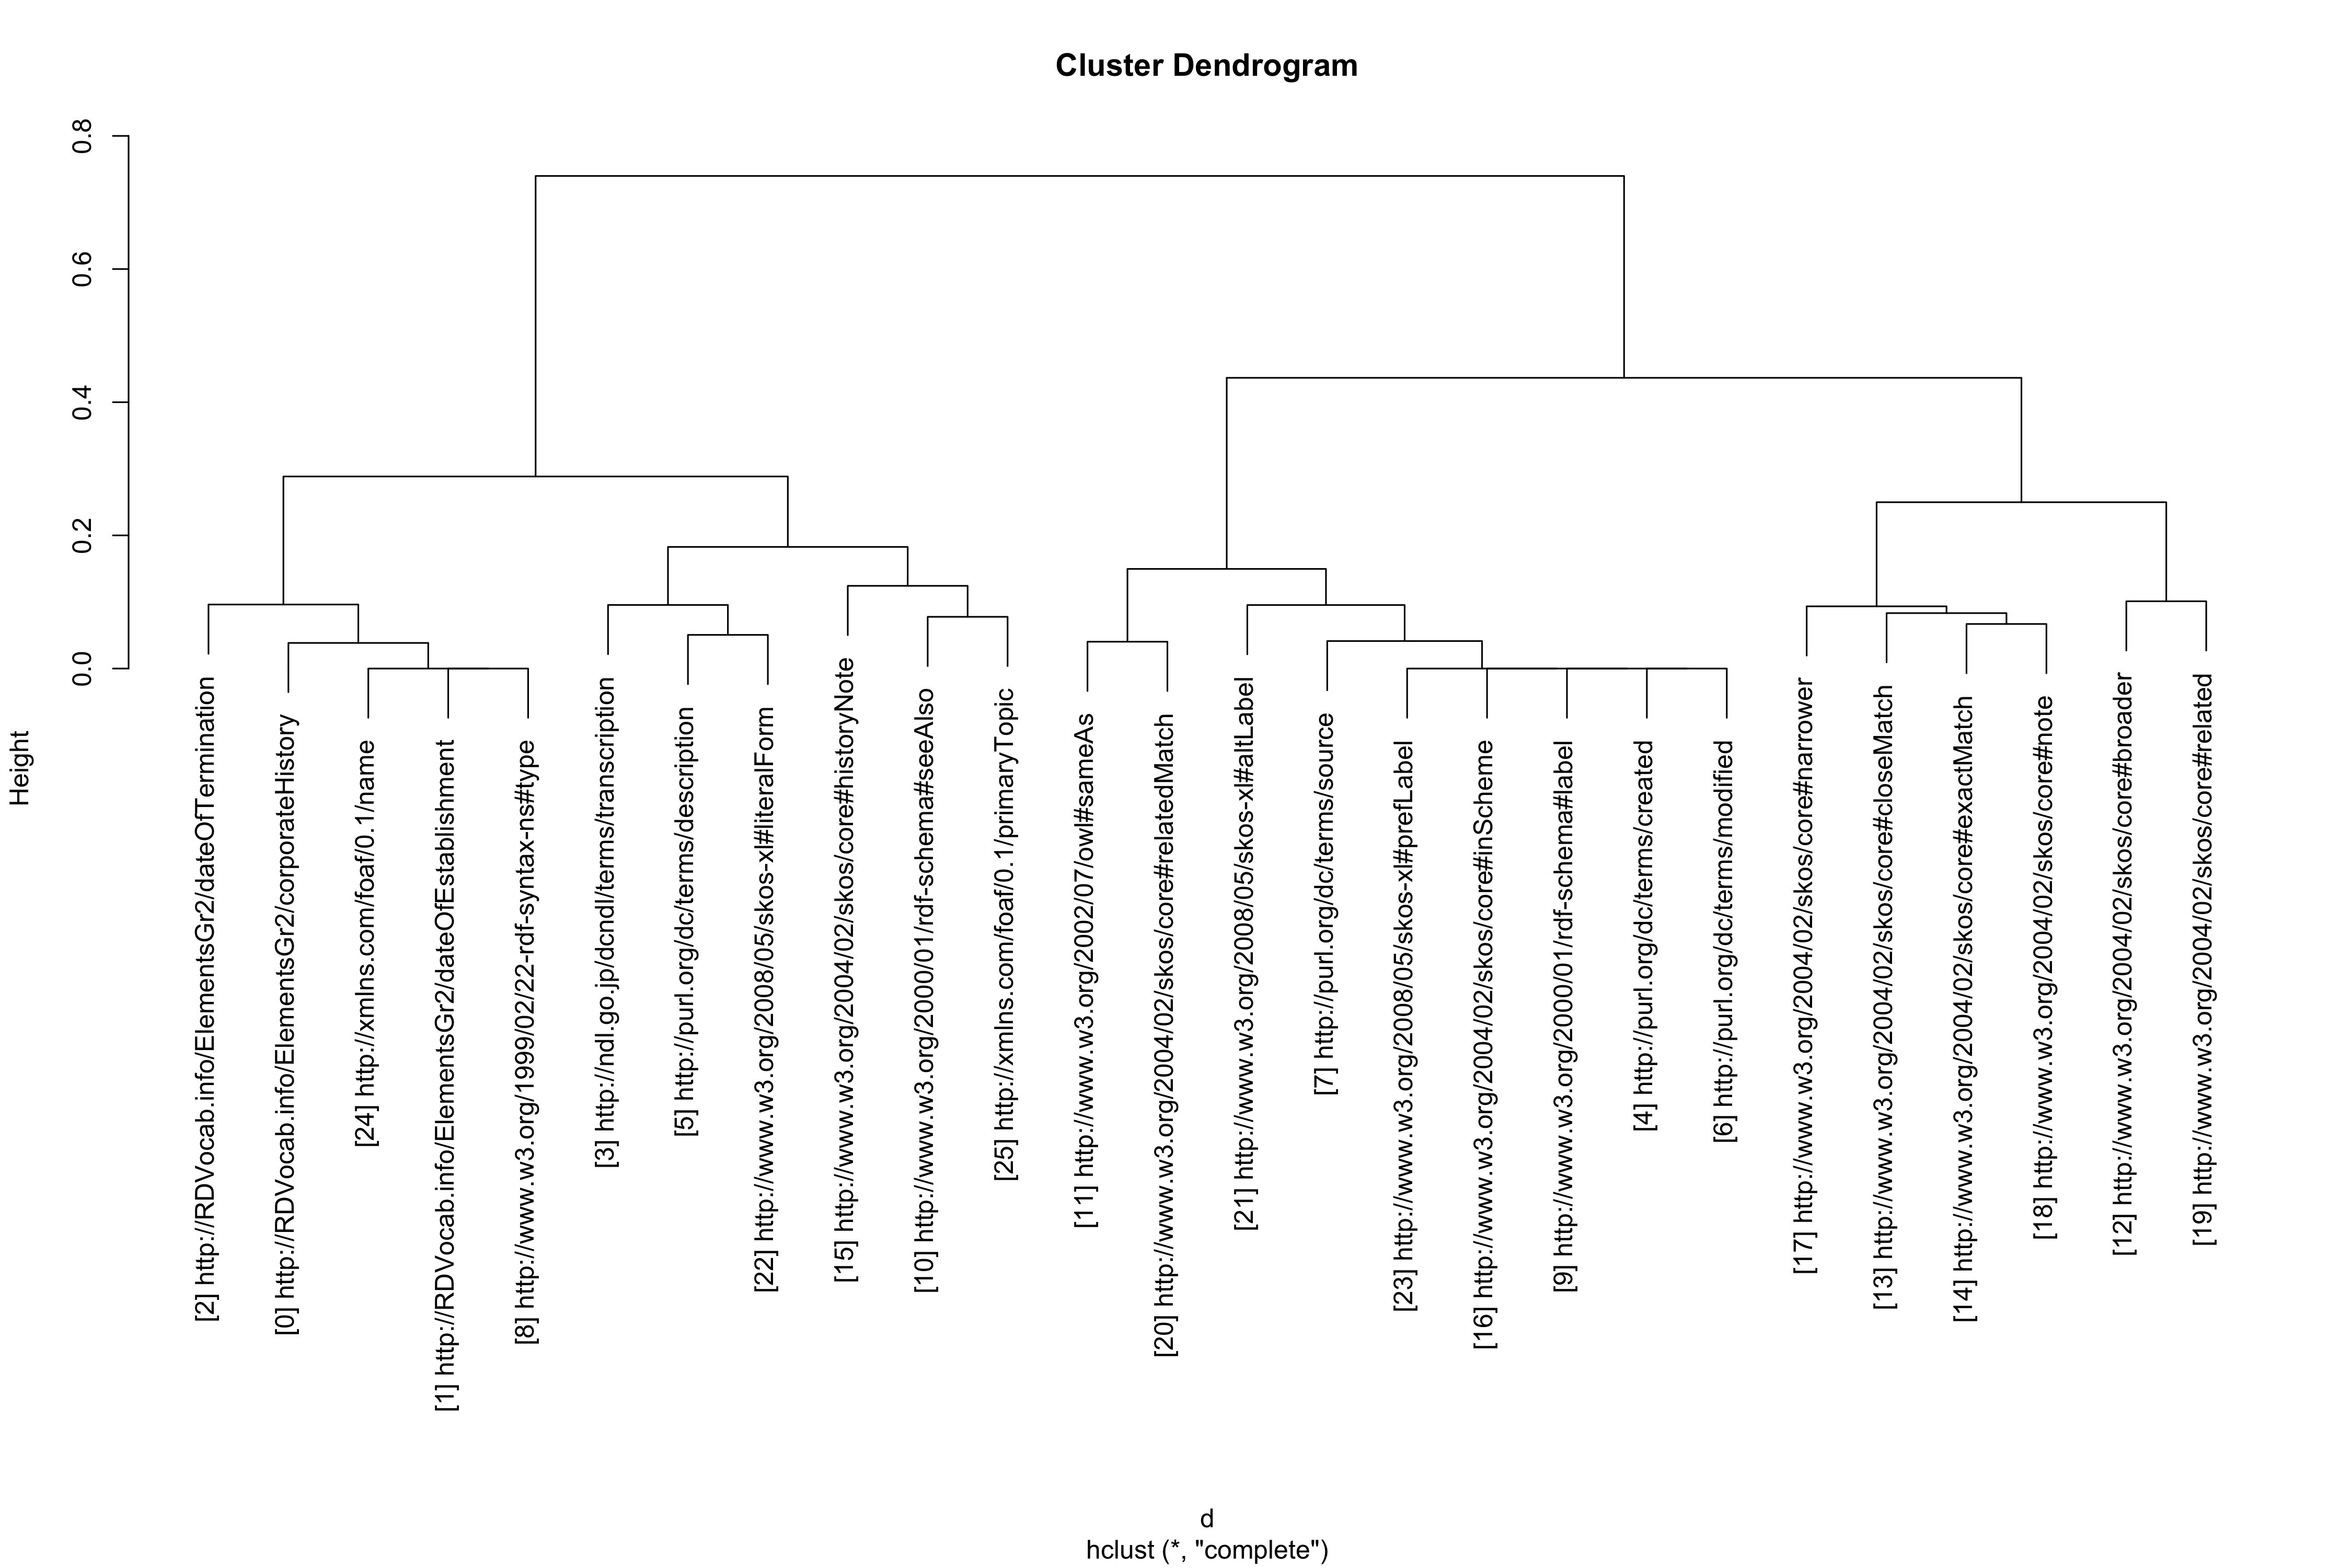 Cluster Dendrogram
Height
0.0
0.2
0.4
0.6
0.8
[2] http://RDVocab.info/ElementsGr2/dateOfTermination
[0] http://RDVocab.info/ElementsGr2/corporateHistory
[24] http://xmlns.com/foaf/0.1/name
[1] http://RDVocab.info/ElementsGr2/dateOfEstablishment
[8] http://www.w3.org/1999/02/22-rdf-syntax-ns#type
[3] http://ndl.go.jp/dcndl/terms/transcription
[5] http://purl.org/dc/terms/description
[22] http://www.w3.org/2008/05/skos-xl#literalForm
[15] http://www.w3.org/2004/02/skos/core#historyNote
[10] http://www.w3.org/2000/01/rdf-schema#seeAlso
[25] http://xmlns.com/foaf/0.1/primaryTopic
[11] http://www.w3.org/2002/07/owl#sameAs
[20] http://www.w3.org/2004/02/skos/core#relatedMatch
[21] http://www.w3.org/2008/05/skos-xl#altLabel
[7] http://purl.org/dc/terms/source
[23] http://www.w3.org/2008/05/skos-xl#prefLabel
[16] http://www.w3.org/2004/02/skos/core#inScheme
[9] http://www.w3.org/2000/01/rdf-schema#label
[4] http://purl.org/dc/terms/created
[6] http://purl.org/dc/terms/modified
[17] http://www.w3.org/2004/02/skos/core#narrower
[13] http://www.w3.org/2004/02/skos/core#closeMatch
[14] http://www.w3.org/2004/02/skos/core#exactMatch
[18] http://www.w3.org/2004/02/skos/core#note
[12] http://www.w3.org/2004/02/skos/core#broader
[19] http://www.w3.org/2004/02/skos/core#related
d
hclust (*, "complete")